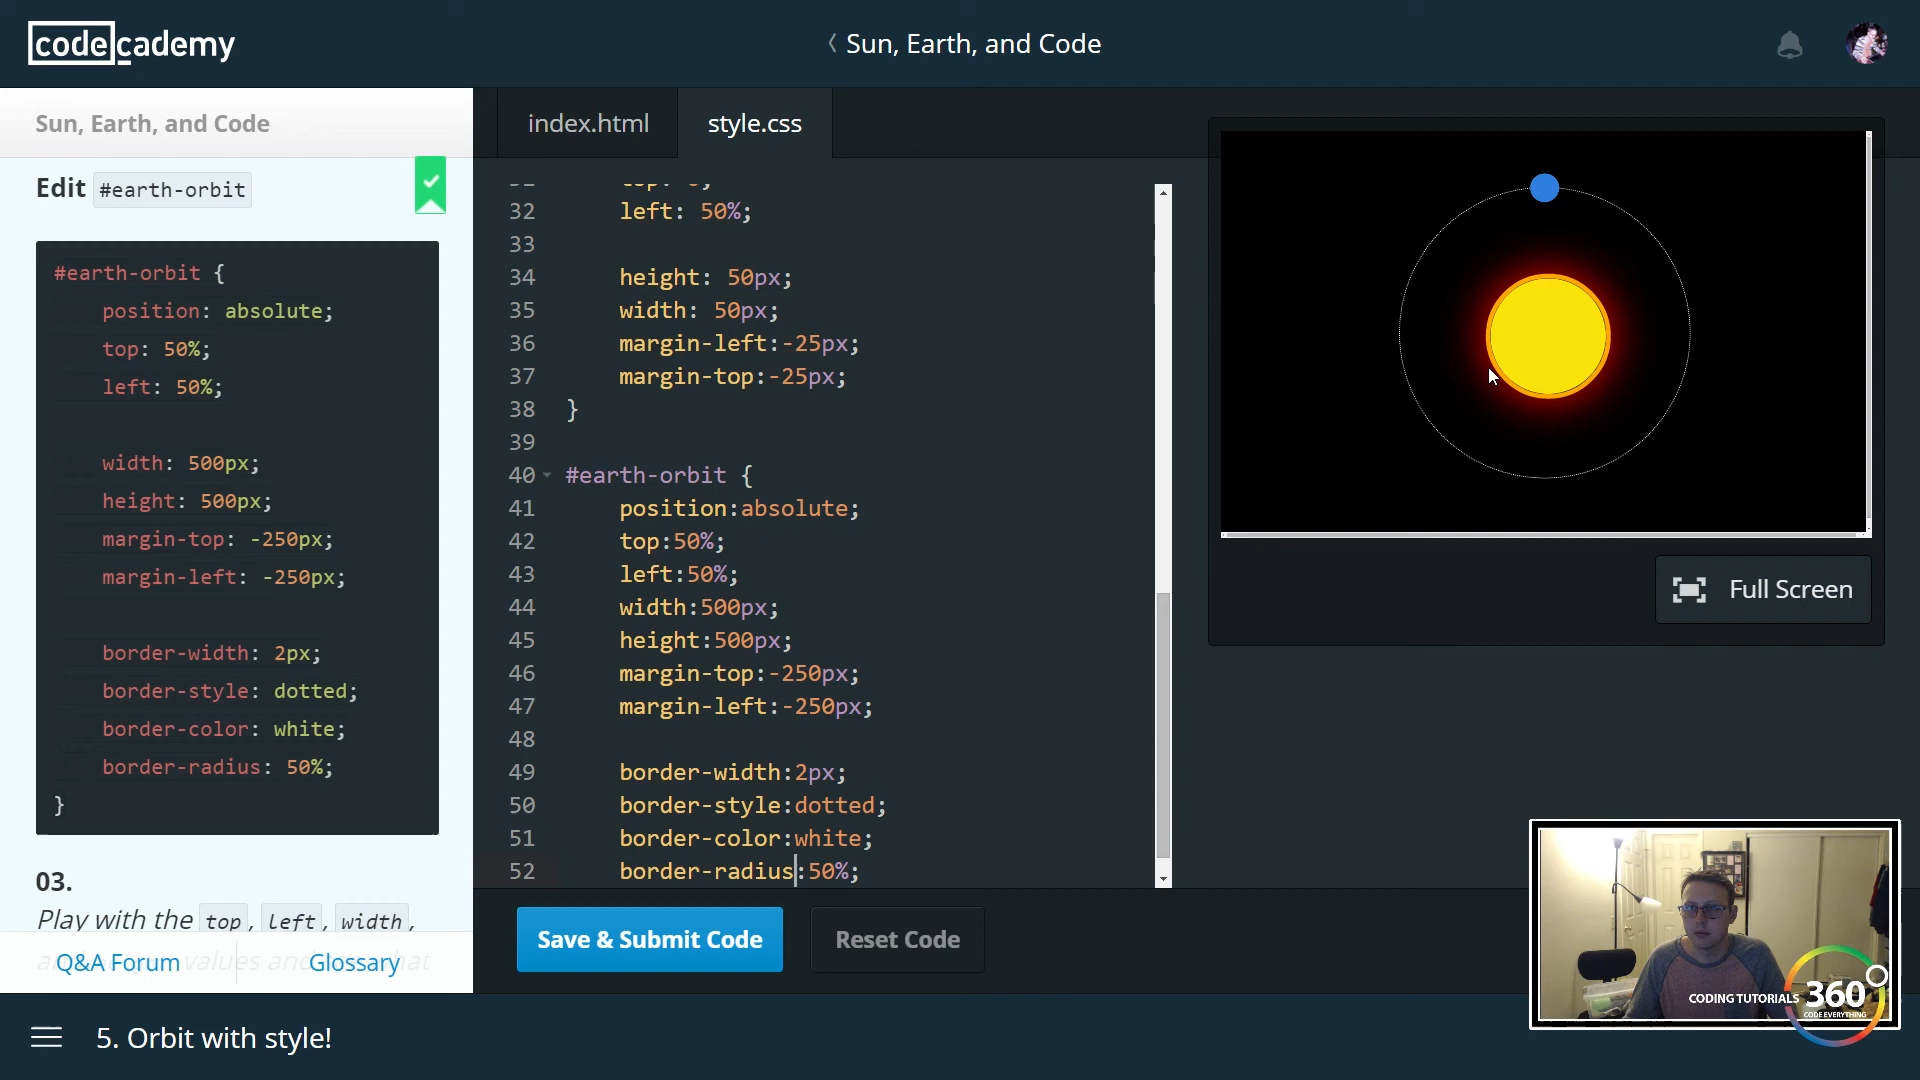 codecademy
Sun, Earth, and Code
Sun, Earth, and Code
Edit #earth-orbit
#earth-orbit {
position: absolute;
top: 50%;
left: 50%;
width: 500px;
height: 500px;
margin-top: -250px;
margin-left: -250px;
border-width: 2px;
border-style: dotted;
border-color: white;
border-radius: 50%;
}
03.
Play with the top, left, width,
values and what
Q&A Forum
Glossary
index.html
style.css
32 left: 50%;
33
34 height: 50px;
35 width: 50px;
36 margin-left:-25px;
37 margin-top:-25px;
38 }
39
40 #earth-orbit {
41 position:absolute;
42 top:50%;
43 left:50%;
44 width:500px;
45 height:500px;
46 margin-top:-250px;
47 margin-left:-250px;
48
49 border-width:2px;
50 border-style:dotted;
51 border-color:white;
52 border-radius:50%;
Save & Submit Code
Reset Code
Full Screen
CODING TUTORIALS 360
CODE EVERYTHING
5. Orbit with style!